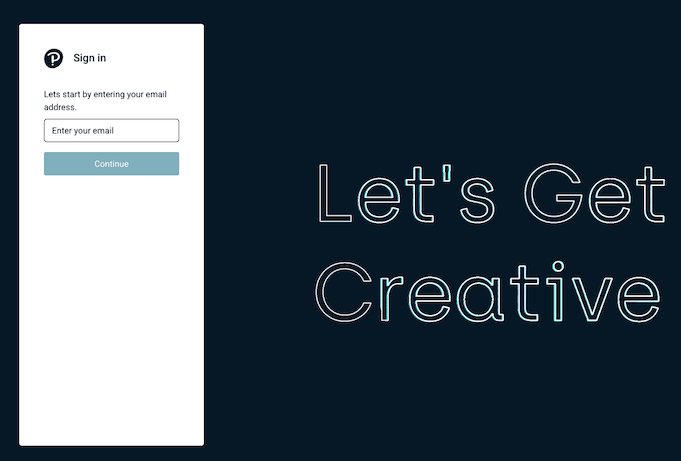 Sign in
Lets start by entering your email
address.
Enter your email
Continue
Let's Get
Creative